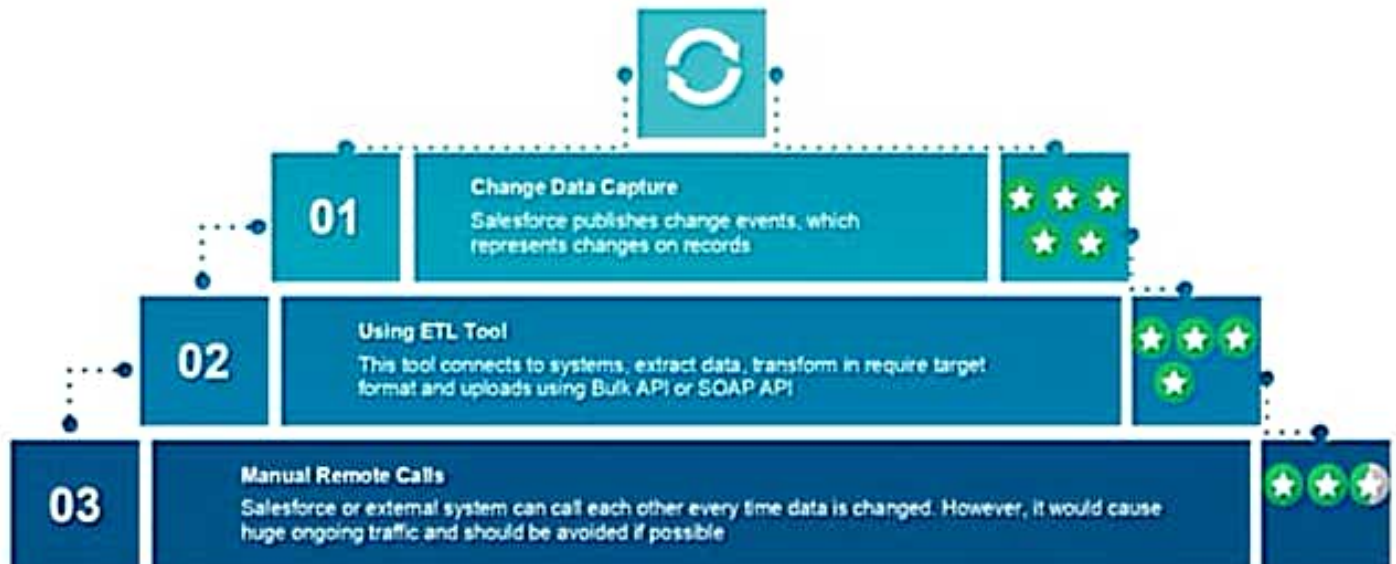 01
Change Data Capture
Salesforce publishes change events, which
represents changes on records
02
Using ETL Tool
This tool connects to systems, extract data, transform in require target
format and uploads using Bulk API or SOAP API
03
Manual Remote Calls
Salesforce or external system can call each other every time data is changed. However, it would cause
huge ongoing traffic and should be avoided if possible